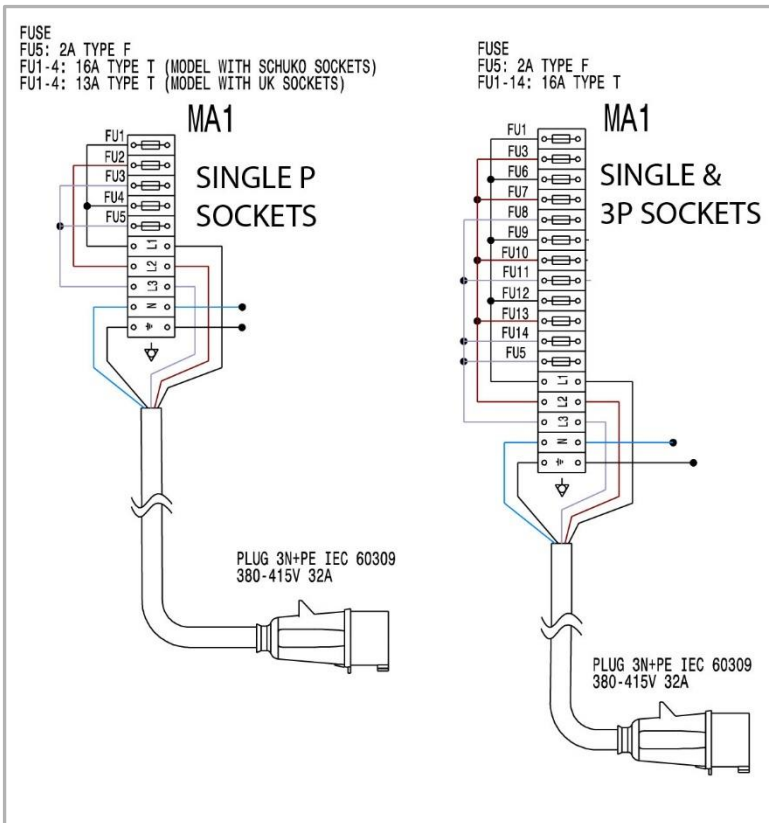 FUSE
FU5: 2A TYPE F
FU1-4: 16A TYPE T (MODEL WITH SCHUKO SOCKETS)
FU1-4: 13A TYPE T (MODEL WITH UK SOCKETS)
MA1
FU1
FU2
FU3
FU4
FU5
L1
L2
L3
N
SINGLE P
SOCKETS
PLUG 3N+PE IEC 60309
380-415V 32A
FUSE
FU5: 2A TYPE F
FU1-14: 16A TYPE T
MA1
FU1
FU3
FU6
FU7
FU8
FU9
FU10
FU11
FU12
FU13
FU14
FU5
L1
L2
L3
N
SINGLE &
3P SOCKETS
PLUG 3N+PE IEC 60309
380-415V 32A